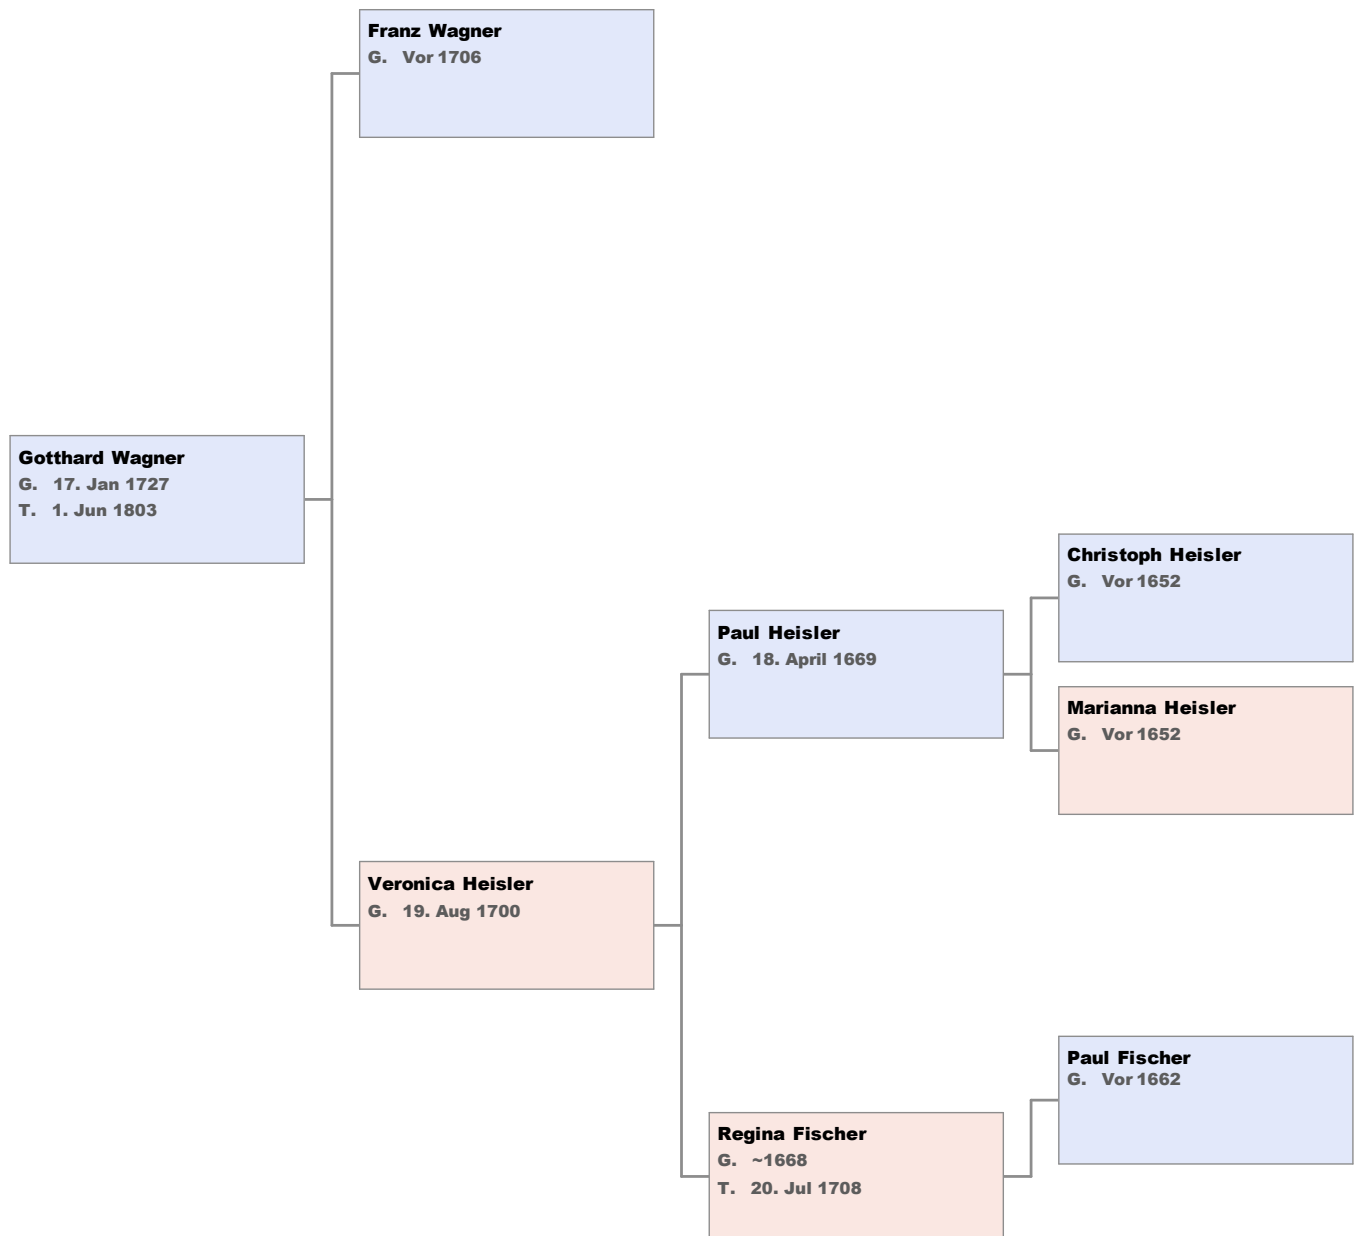 Franz Wagner
G. Vor 1706
Gotthard Wagner
G. 17. Jan 1727
T. 1. Jun 1803
Christoph Heisler
G. Vor 1652
Paul Heisler
G. 18. April 1669
Marianna Heisler
G. Vor 1652
Veronica Heisler
G. 19. Aug 1700
Paul Fischer
G. Vor 1662
Regina Fischer
G. ~1668
T. 20. Jul 1708